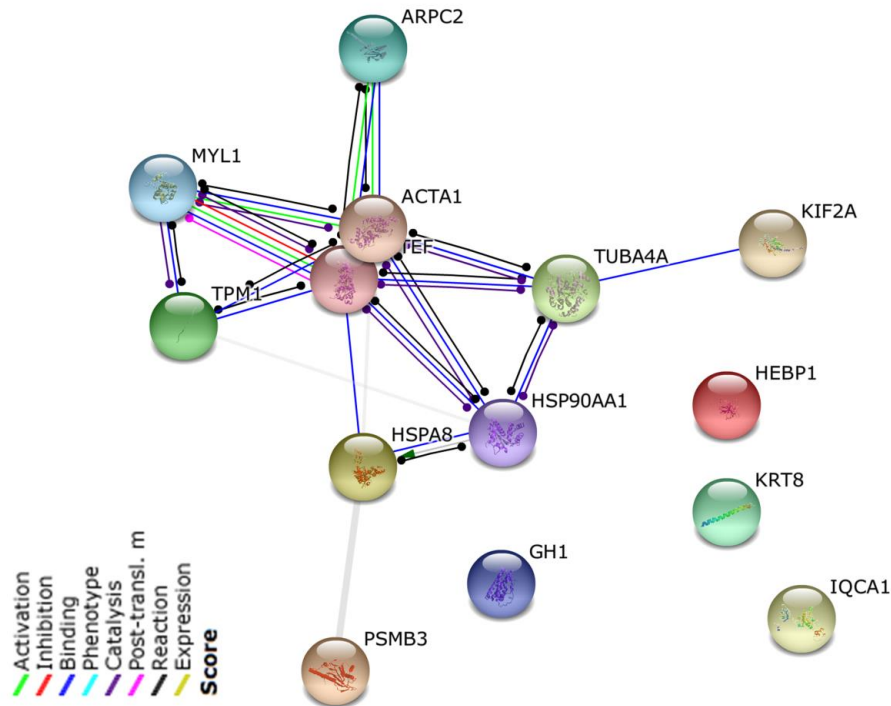 ARPC2
MYL1
ACTA1
KIF2A
TEF
TUBA4A
TPM1
HEBP1
HSP90AA1
HSPA8
KRT8
GH1
IQCA1
PSMB3
Activation
Inhibition
Binding
Phenotype
Catalysis
Post-transl. m
Reaction
Expression
Score